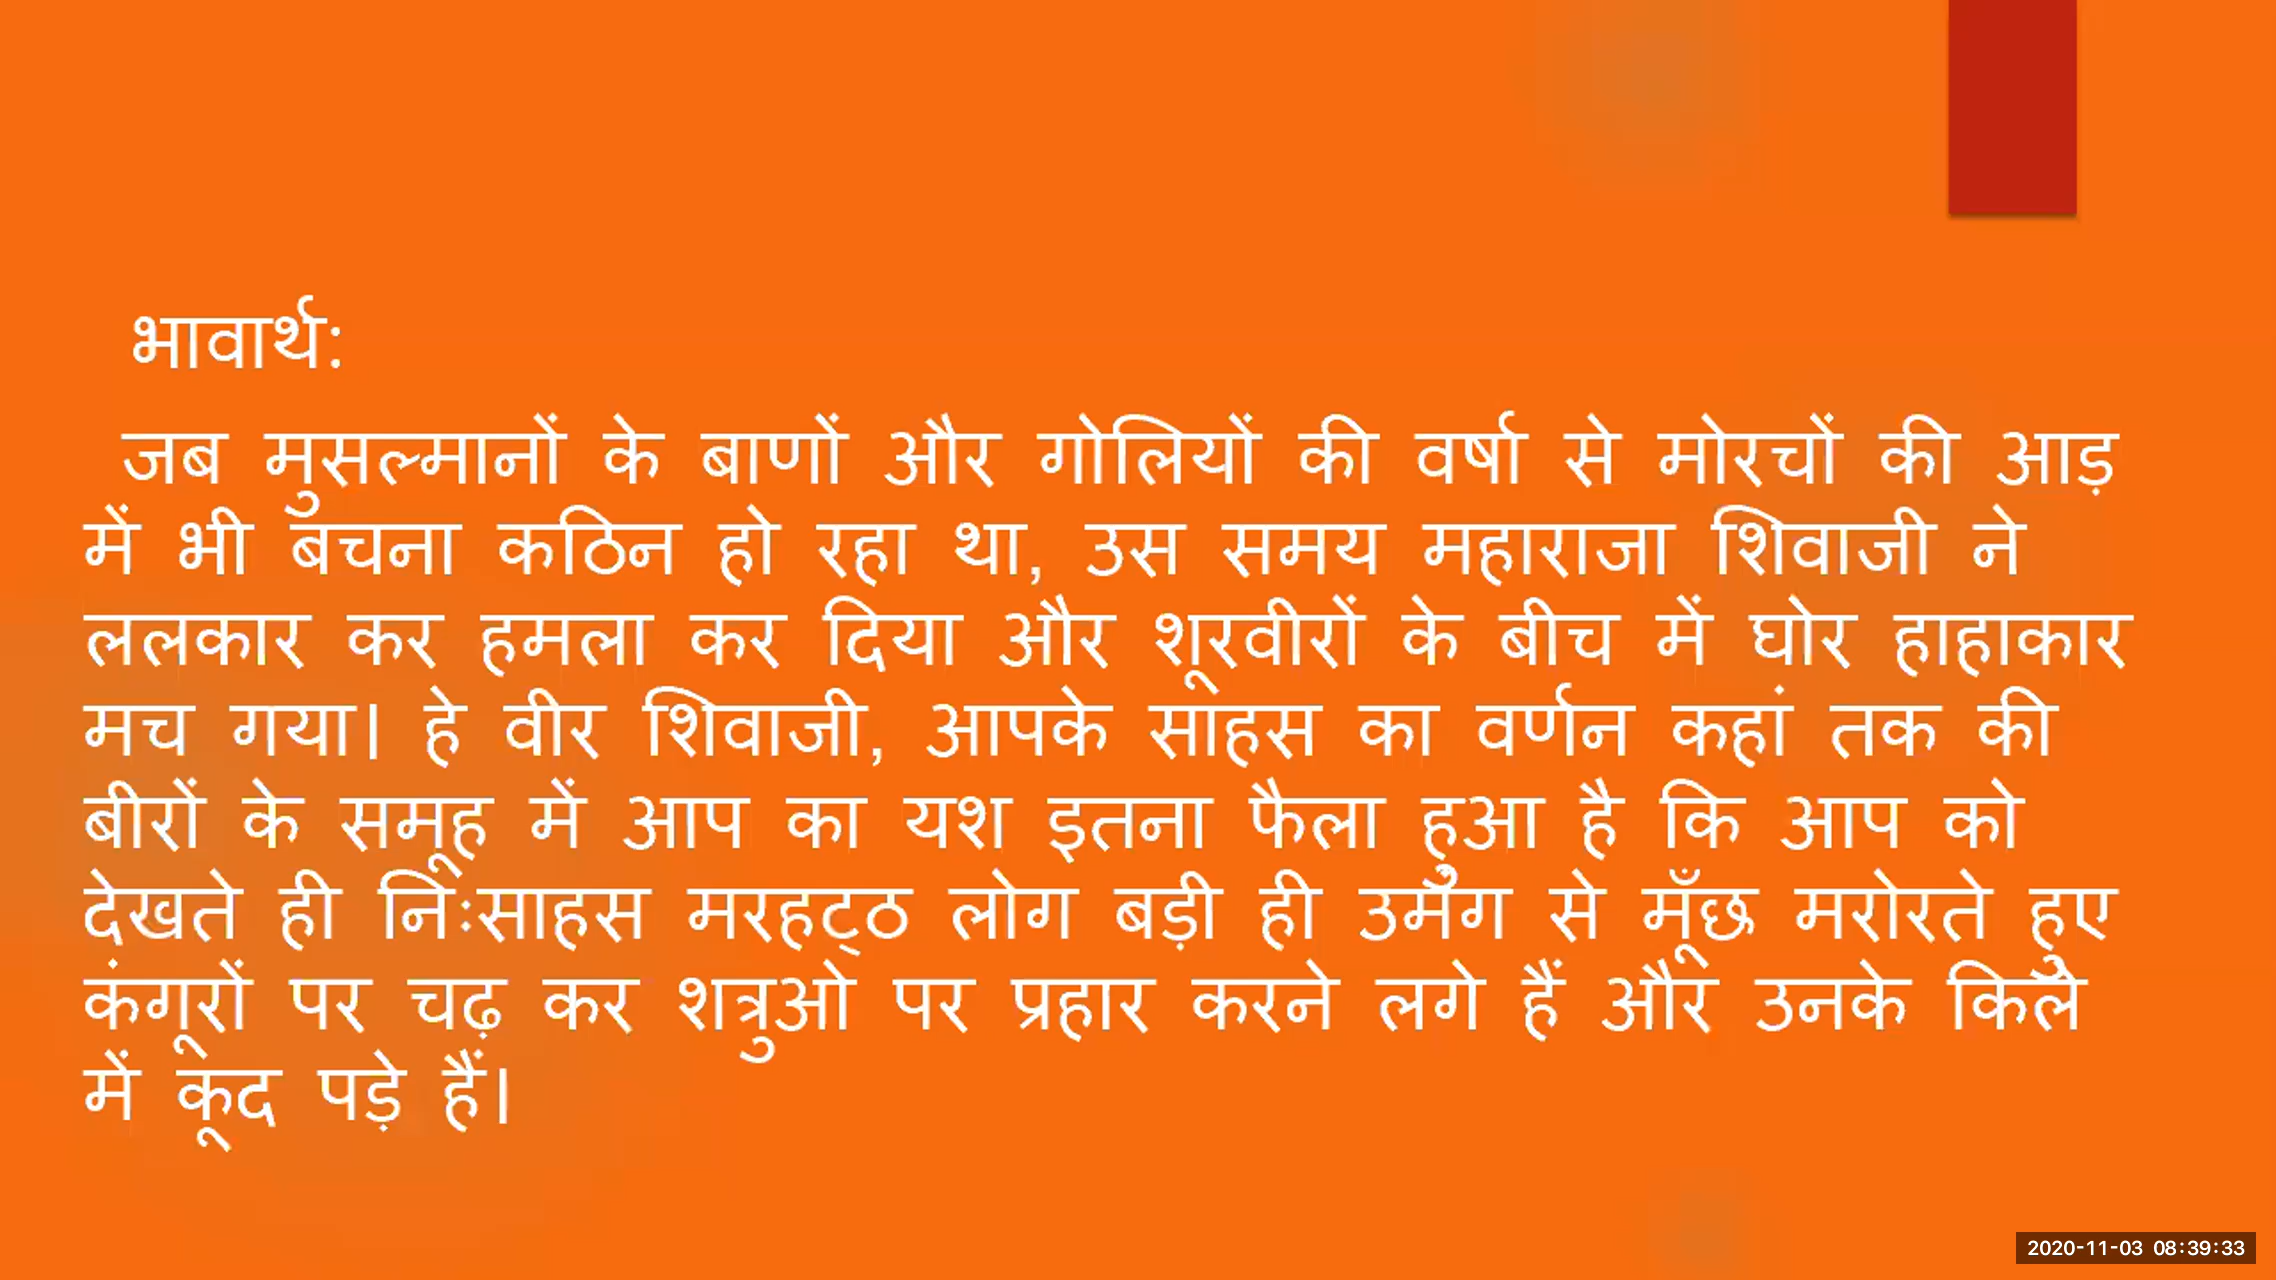 भावार्थ:
जब मुसल्मानों के बाणों और गोलियों की वर्षा से मोरचों की आड़
में भी बचना कठिन हो रहा था, उस समय महाराजा शिवाजी ने
ललकार कर हमला कर दिया और शूरवीरों के बीच में घोर हाहाकार
मच गया। हे वीर शिवाजी, आपके साहस का वर्णन कहां तक की
बीरों के समूह में आप का यश इतना फैला हुआ है कि आप को
देखते ही निःसाहस मरहट्ठ लोग बड़ी ही उमँग से मूँछ मरोरते हुए
कंगूरों पर चढ़ कर शत्रुओ पर प्रहार करने लगे हैं और उनके किले
में कूद पड़े हैं।
2020-11-03 08:39:33